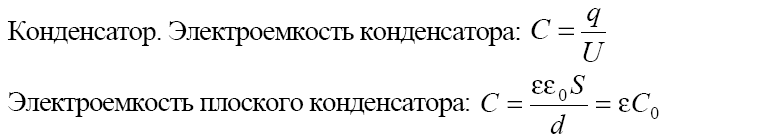 Конденсатор. Электроемкость конденсатора: C = q/U
Электроемкость плоского конденсатора: C = εε₀S/d = εC₀